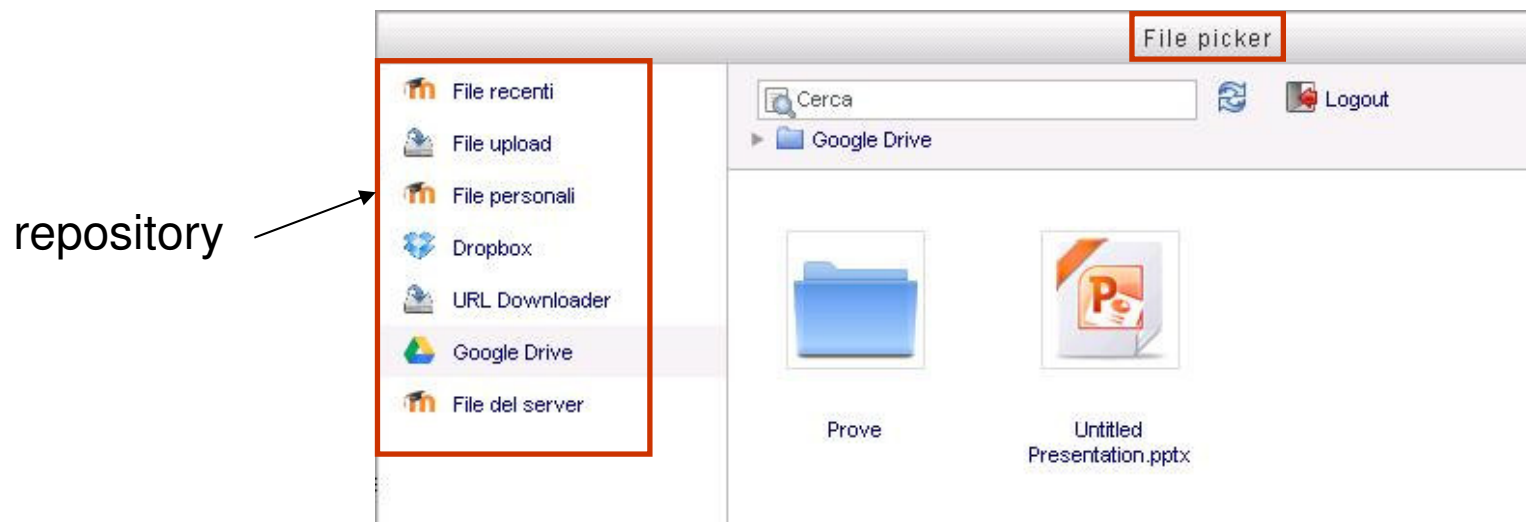 File picker
repository
File recenti
File upload
File personali
Dropbox
URL Downloader
Google Drive
File del server
Cerca
Logout
Google Drive
Prove
Untitled
Presentation.pptx